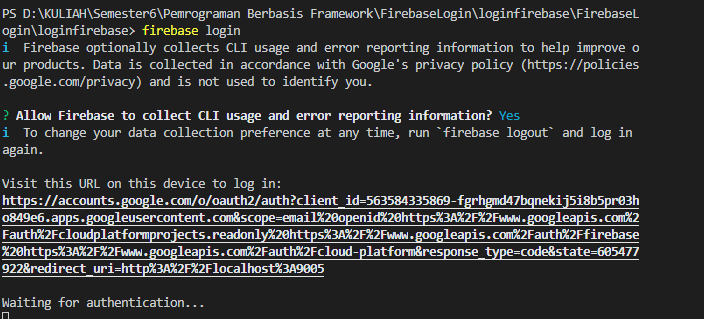 PS D:\KULIAH\Semester6\Pemrograman Berbasis Framework\FirebaseLogin\loginfirebase\FirebaseL
ogin\loginfirebase> firebase login
i  Firebase optionally collects CLI usage and error reporting information to help improve o
ur products. Data is collected in accordance with Google's privacy policy (https://policies
.google.com/privacy) and is not used to identify you.
? Allow Firebase to collect CLI usage and error reporting information? Yes
i  To change your data collection preference at any time, run `firebase logout` and log in
again.
Visit this URL on this device to log in:
https://accounts.google.com/o/oauth2/auth?client_id=563584335869-fgrhgmd47bqnekij5i8b5pr03h
o849e6.apps.googleusercontent.com&scope=email%20openid%20https%3A%2F%2Fwww.googleapis.com%2
Fauth%2Fcloudplatformprojects.readonly%20https%3A%2F%2Fwww.googleapis.com%2Fauth%2Ffirebase
%20https%3A%2F%2Fwww.googleapis.com%2Fauth%2Fcloud-platform&response_type=code&state=605477
922&redirect_uri=http%3A%2F%2Flocalhost%3A9005
Waiting for authentication...